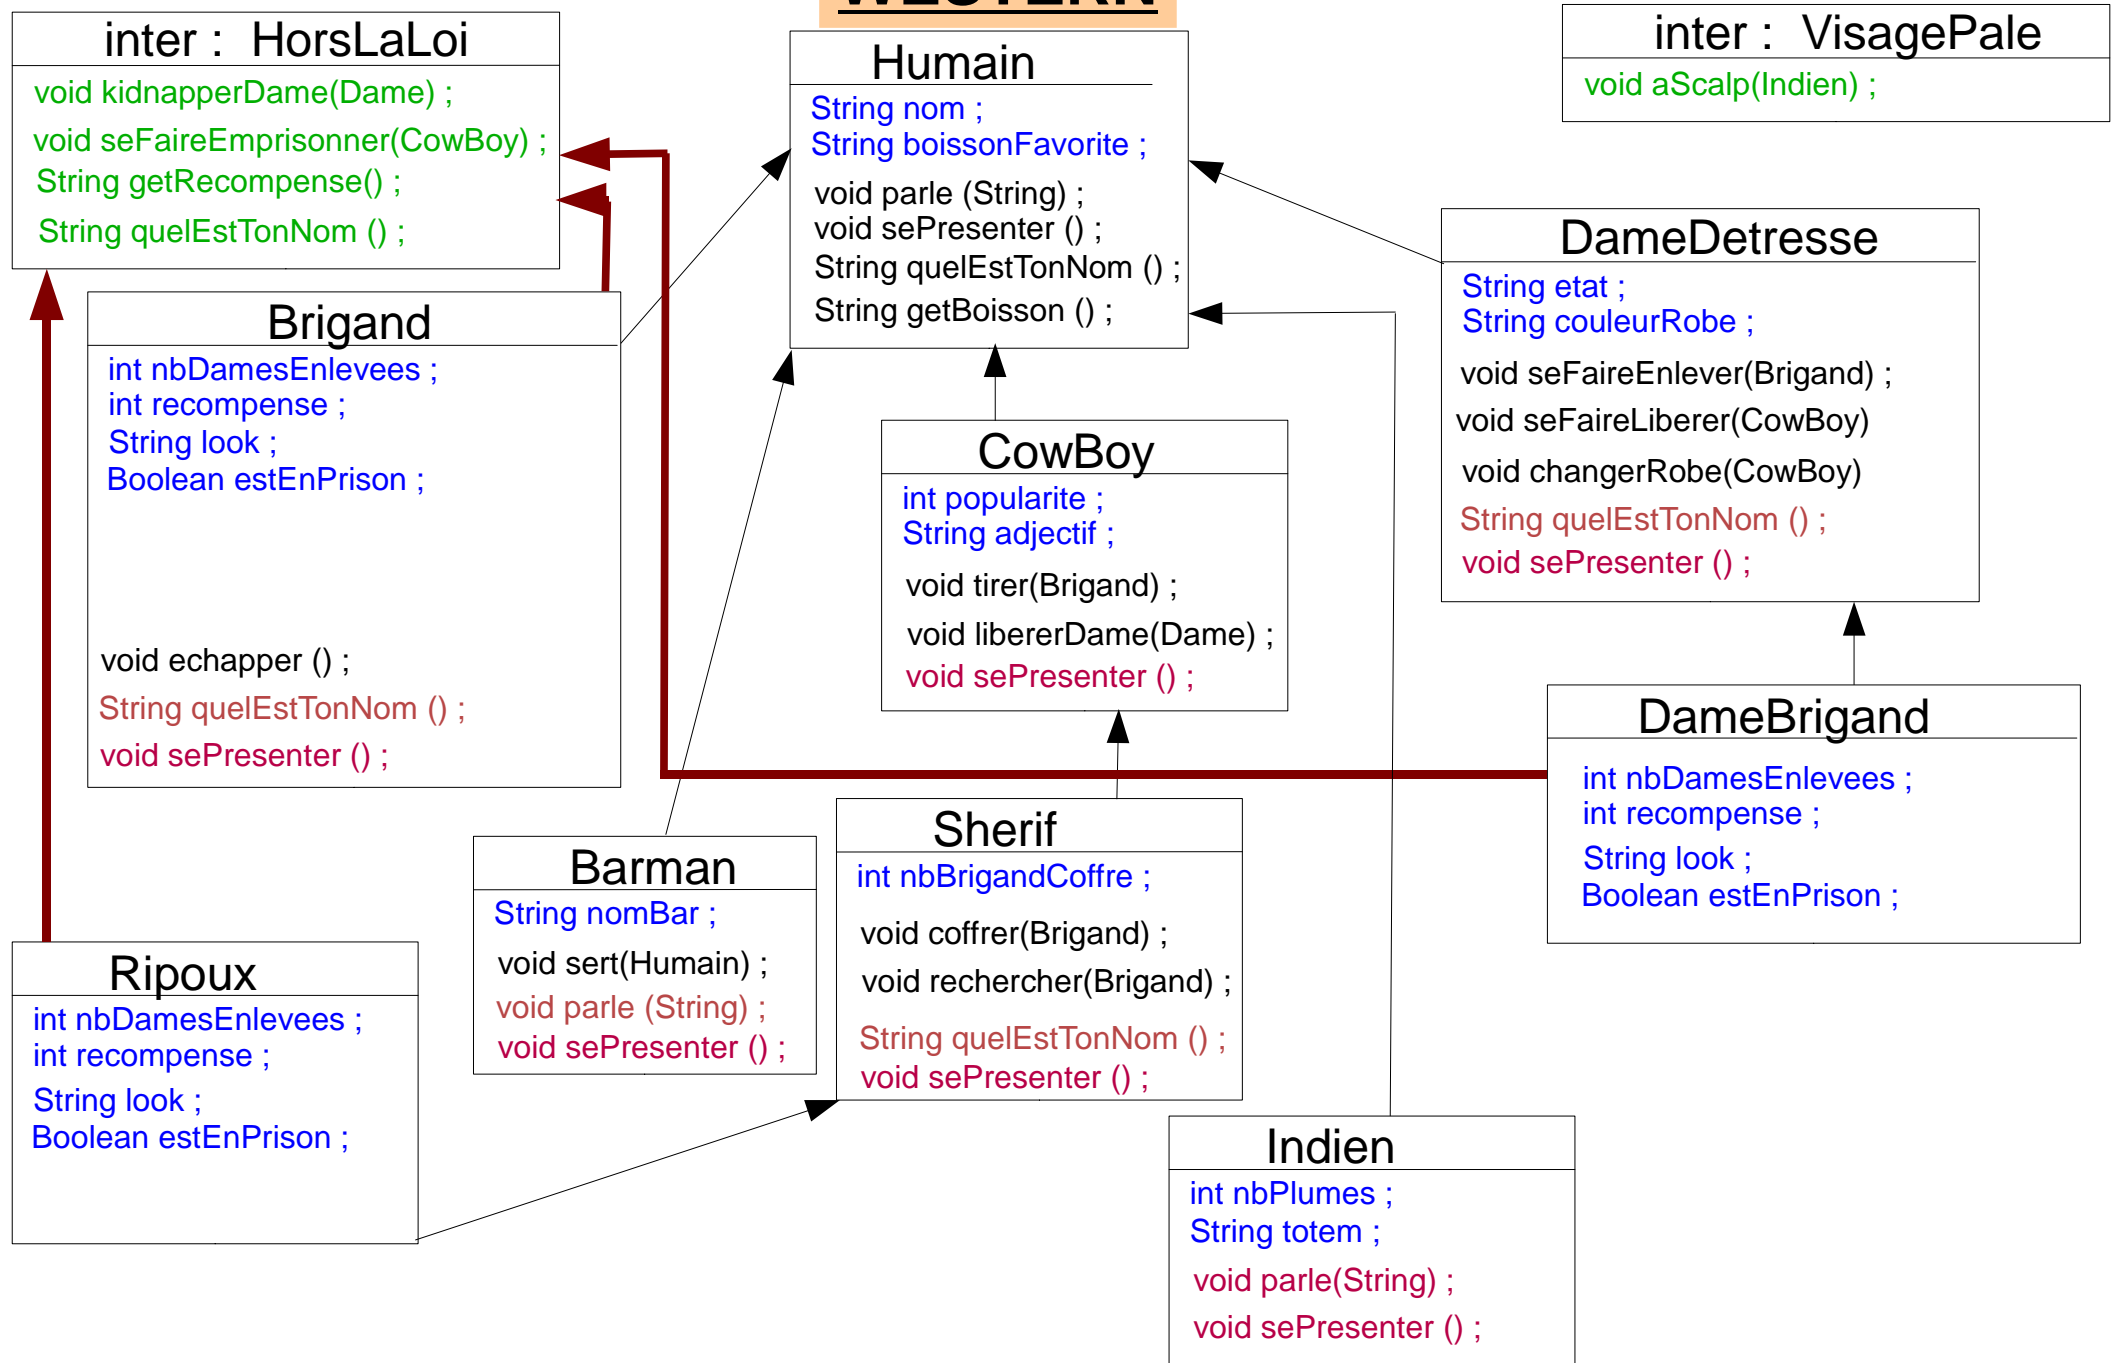 WESTERN
inter :  HorsLaLoi
void kidnapperDame(Dame) ;
void seFaireEmprisonner(CowBoy) ;
String getRecompense() ;
String quelEstTonNom () ;
Humain
String nom ;
String boissonFavorite ;
void parle (String) ;
void sePresenter () ;
String quelEstTonNom () ;
String getBoisson () ;
inter :  VisagePale
void aScalp(Indien) ;
Brigand
int nbDamesEnlevees ;
int recompense ;
String look ;
Boolean estEnPrison ;
void echapper () ;
String quelEstTonNom () ;
void sePresenter () ;
CowBoy
int popularite ;
String adjectif ;
void tirer(Brigand) ;
void libererDame(Dame) ;
void sePresenter () ;
DameDetresse
String etat ;
String couleurRobe ;
void seFaireEnlever(Brigand) ;
void seFaireLiberer(CowBoy)
void changerRobe(CowBoy)
String quelEstTonNom () ;
void sePresenter () ;
DameBrigand
int nbDamesEnlevees ;
int recompense ;
String look ;
Boolean estEnPrison ;
Barman
String nomBar ;
void sert(Humain) ;
void parle (String) ;
void sePresenter () ;
Sherif
int nbBrigandCoffre ;
void coffrer(Brigand) ;
void rechercher(Brigand) ;
String quelEstTonNom () ;
void sePresenter () ;
Ripoux
int nbDamesEnlevees ;
int recompense ;
String look ;
Boolean estEnPrison ;
Indien
int nbPlumes ;
String totem ;
void parle(String) ;
void sePresenter () ;